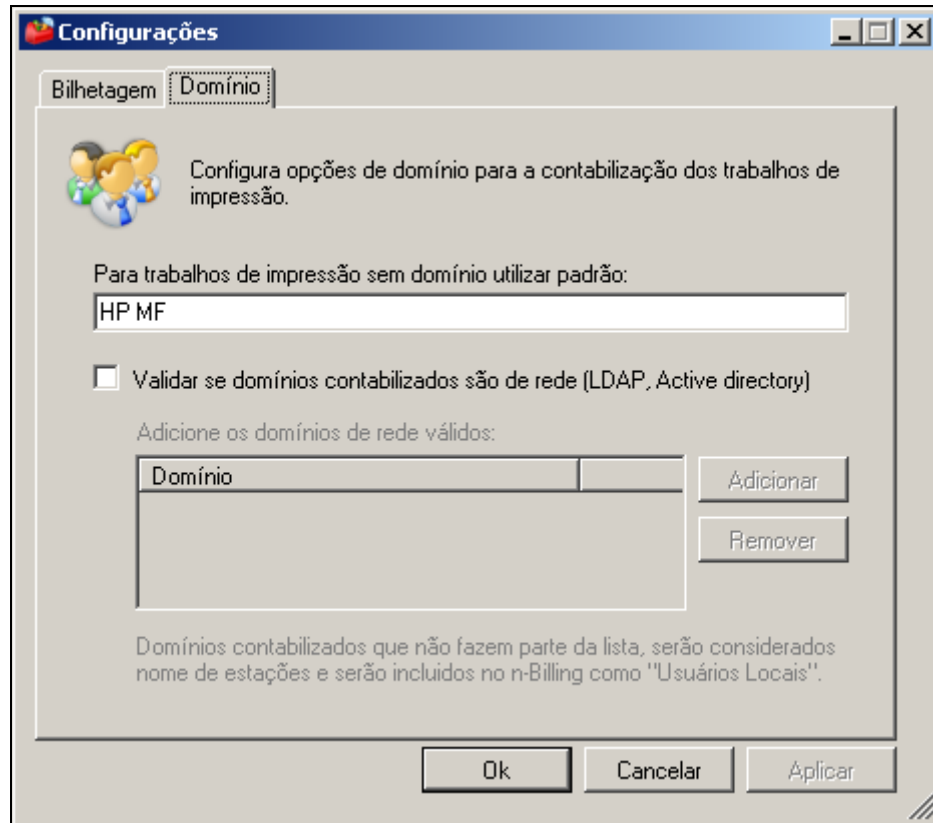 Configurações
Bilhetagem
Domínio
Configura opções de domínio para a contabilização dos trabalhos de
impressão.
Para trabalhos de impressão sem domínio utilizar padrão:
HP MF
Validar se domínios contabilizados são de rede (LDAP, Active directory)
Adicione os domínios de rede válidos:
Domínio
Adicionar
Remover
Domínios contabilizados que não fazem parte da lista, serão considerados
nome de estações e serão incluidos no n-Billing como "Usuários Locais".
Ok
Cancelar
Aplicar